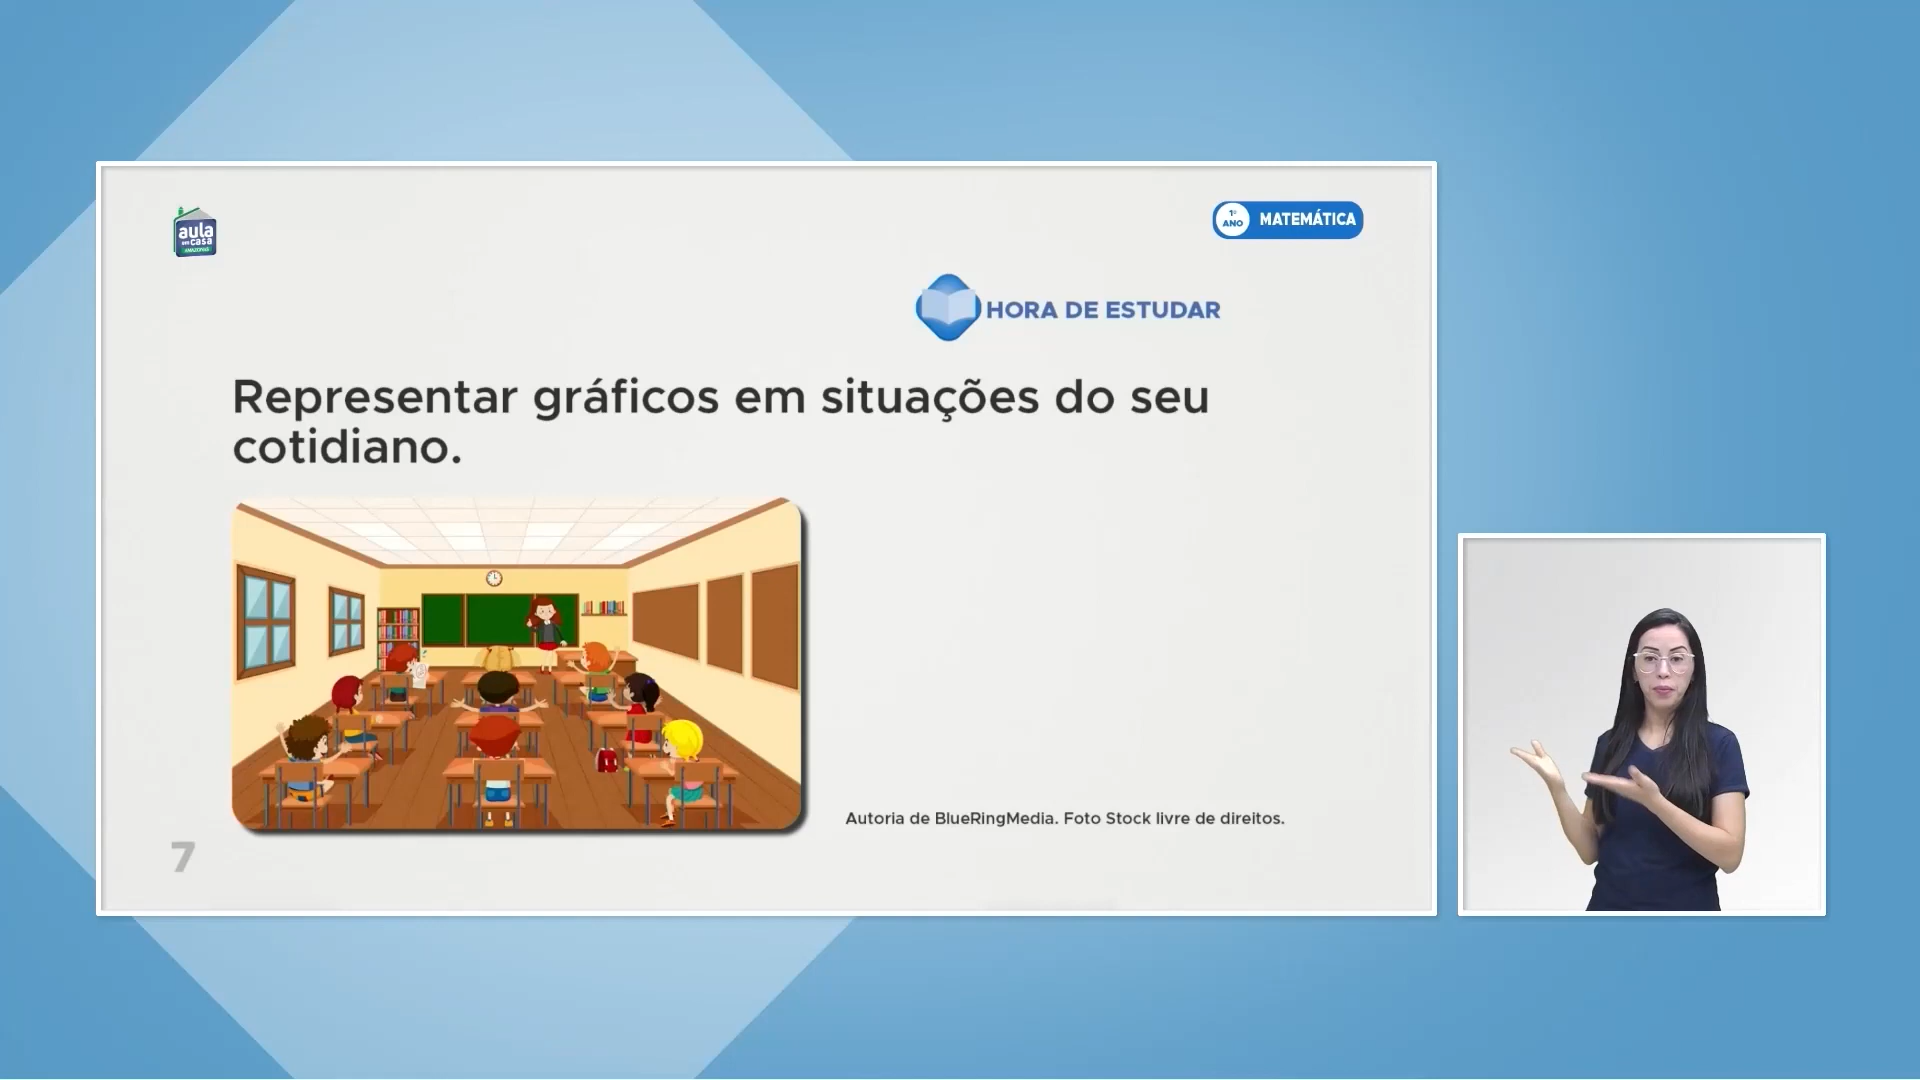 aula
em casa
AMAZONAS
1º
ANO
MATEMÁTICA
HORA DE ESTUDAR
Representar gráficos em situações do seu
cotidiano.
Autoria de BlueRingMedia. Foto Stock livre de direitos.
7